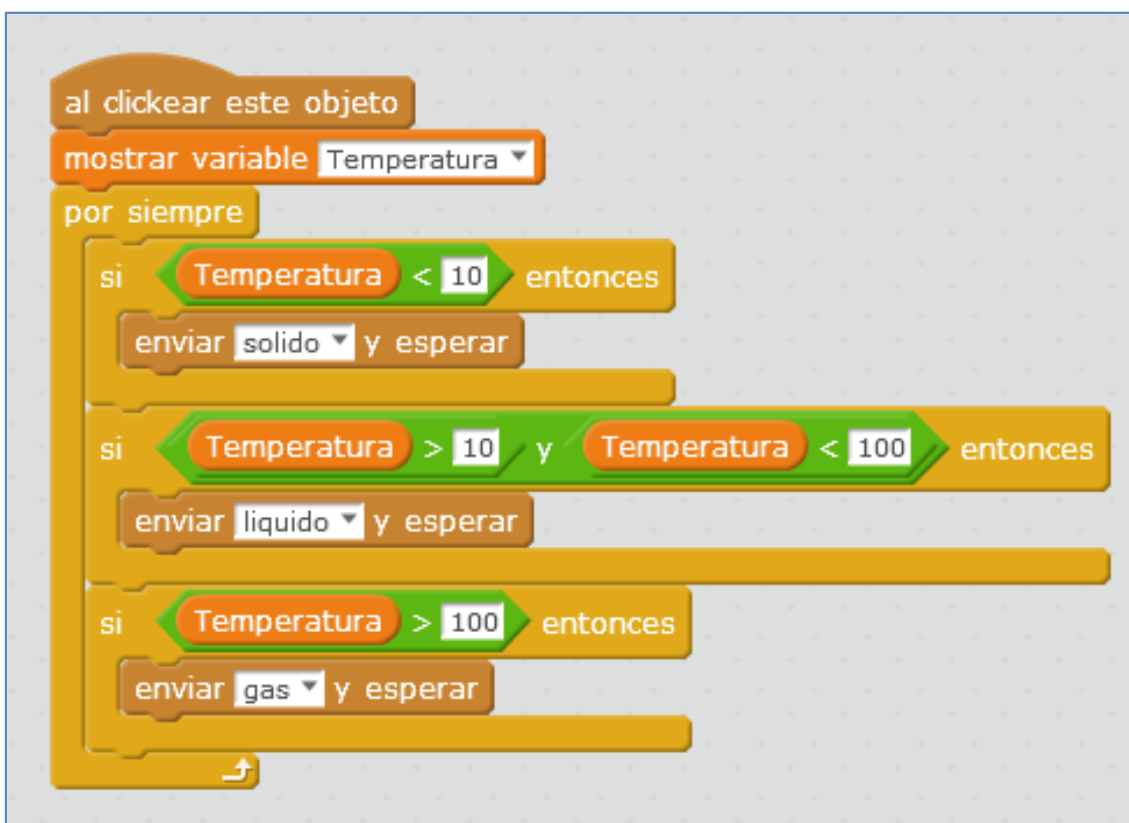 al clickear este objeto
mostrar variable Temperatura
por siempre
si Temperatura < 10 entonces
enviar solido y esperar
si Temperatura > 10 y Temperatura < 100 entonces
enviar liquido y esperar
si Temperatura > 100 entonces
enviar gas y esperar